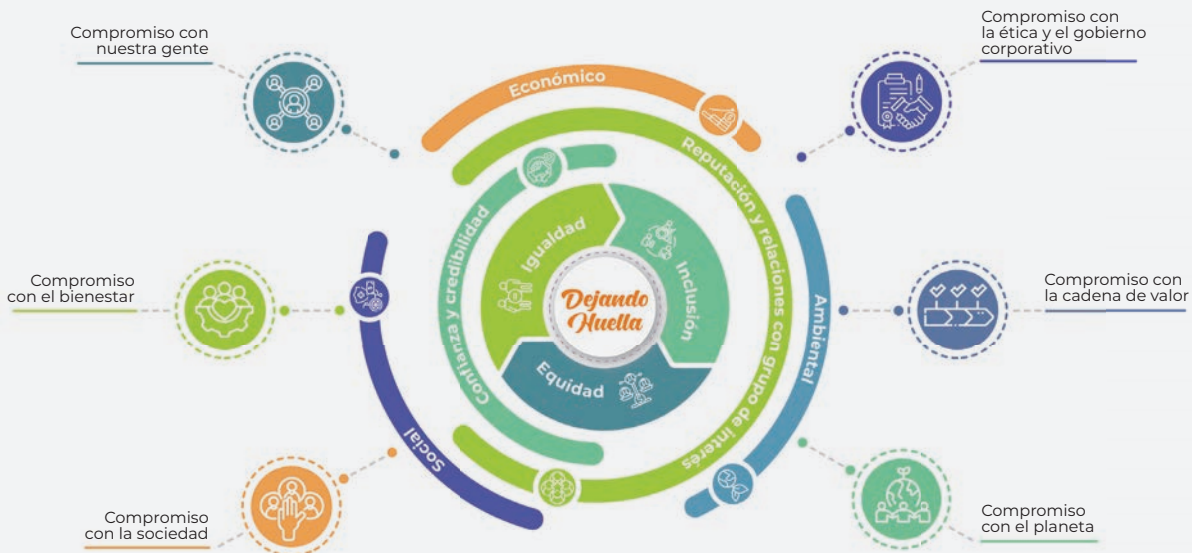 Compromiso con
nuestra gente
Compromiso con
la ética y el gobierno
corporativo
Económico
Reputación y relaciones con grupo de interés
Confianza y credibilidad
Igualdad
Inclusión
Dejando
Huella
Equidad
Compromiso
con el bienestar
Compromiso con
la cadena de valor
Ambiental
Social
Compromiso
con la sociedad
Compromiso
con el planeta